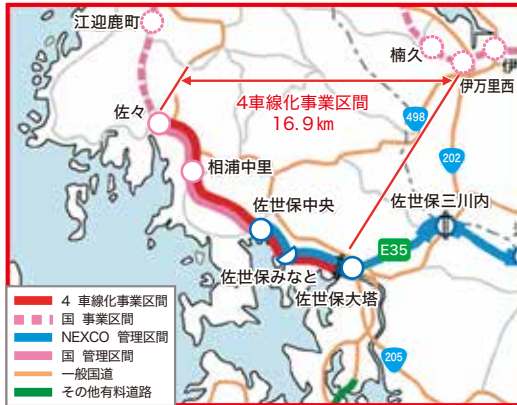 江迎鹿町
楠久
伊
伊万里西
4車線化事業区間
16.9㎞
佐々
498
202
相浦中里
佐世保中央
佐世保三川内
E35
佐世保みなと
佐世保大塔
205
4 車線化事業区間
国 事業区間
NEXCO 管理区間
国 管理区間
一般国道
その他有料道路